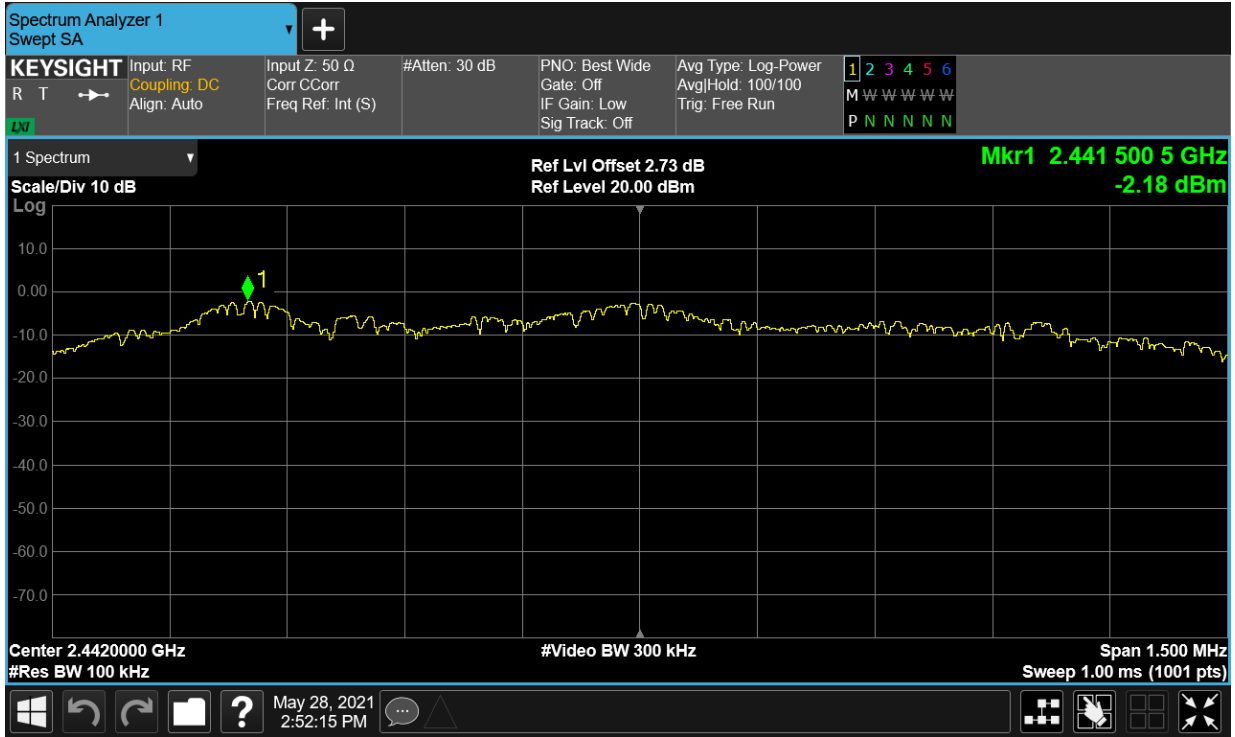 Spectrum Analyzer 1
Swept SA
+
KEYSIGHT
R T
LXI
Input: RF
Coupling: DC
Align: Auto
Input Z: 50 Ω
Corr CCorr
Freq Ref: Int (S)
#Atten: 30 dB
PNO: Best Wide
Gate: Off
IF Gain: Low
Sig Track: Off
Avg Type: Log-Power
Avg|Hold: 100/100
Trig: Free Run
1 2 3 4 5 6
M W W W W W
P N N N N N
1 Spectrum
Scale/Div 10 dB
Log
Ref Lvl Offset 2.73 dB
Ref Level 20.00 dBm
Mkr1 2.441 500 5 GHz
-2.18 dBm
1
10.0
0.00
-10.0
-20.0
-30.0
-40.0
-50.0
-60.0
-70.0
Center 2.4420000 GHz
#Video BW 300 kHz
Span 1.500 MHz
#Res BW 100 kHz
Sweep 1.00 ms (1001 pts)
?
May 28, 2021
2:52:15 PM